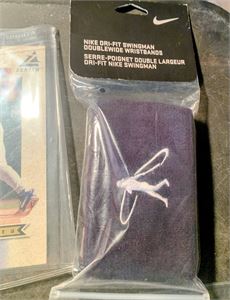 NIKE DRI-FIT SWINGMAN
DOUBLEWIDE WRISTBANDS
SERRE-POIGNET DOUBLE LARGEUR
DRI-FIT NIKE SWINGMAN